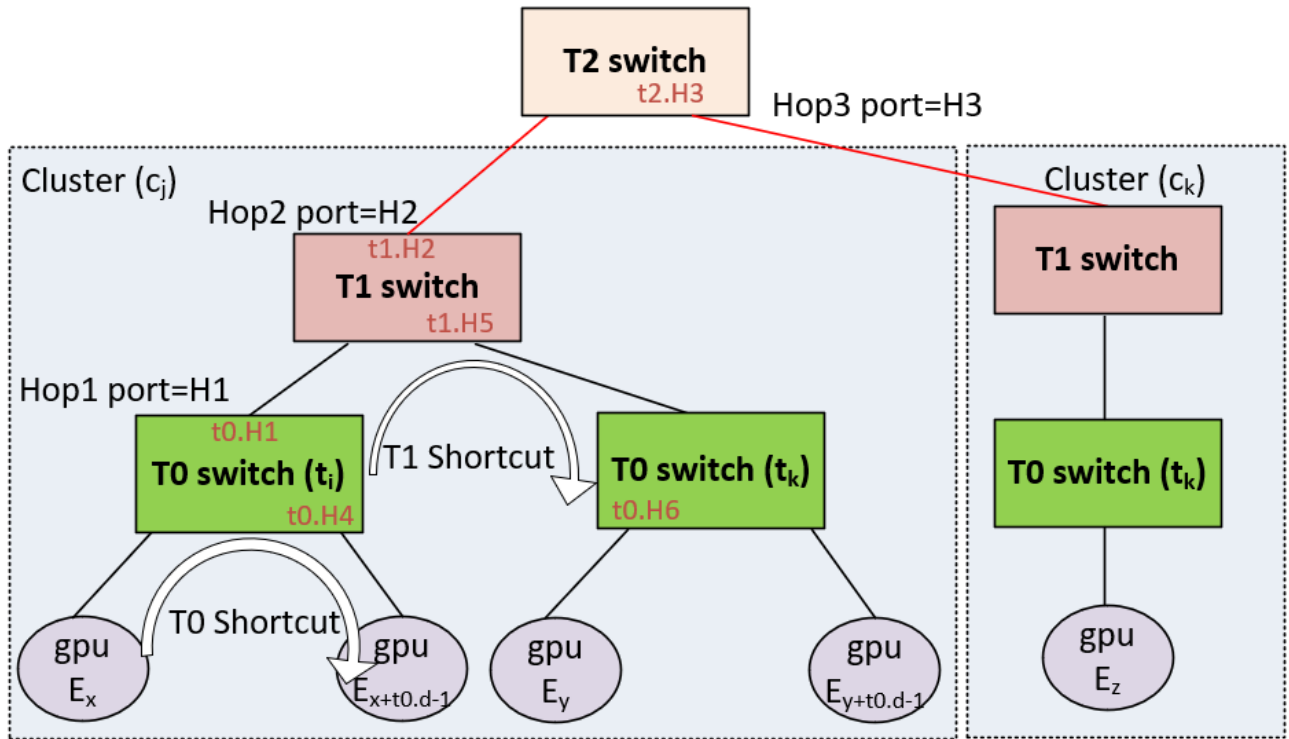 T2 switch
t2.H3
Hop3 port=H3
Cluster (cj)
Cluster (ck)
Hop2 port=H2
t1.H2
T1 switch
t1.H5
T1 switch
Hop1 port=H1
t0.H1
T0 switch (ti)
t0.H4
T1 Shortcut
T0 switch (tk)
t0.H6
T0 switch (tk)
T0 Shortcut
gpu
Ex
gpu
Ex+t0.d-1
gpu
Ey
gpu
Ey+t0.d-1
gpu
Ez